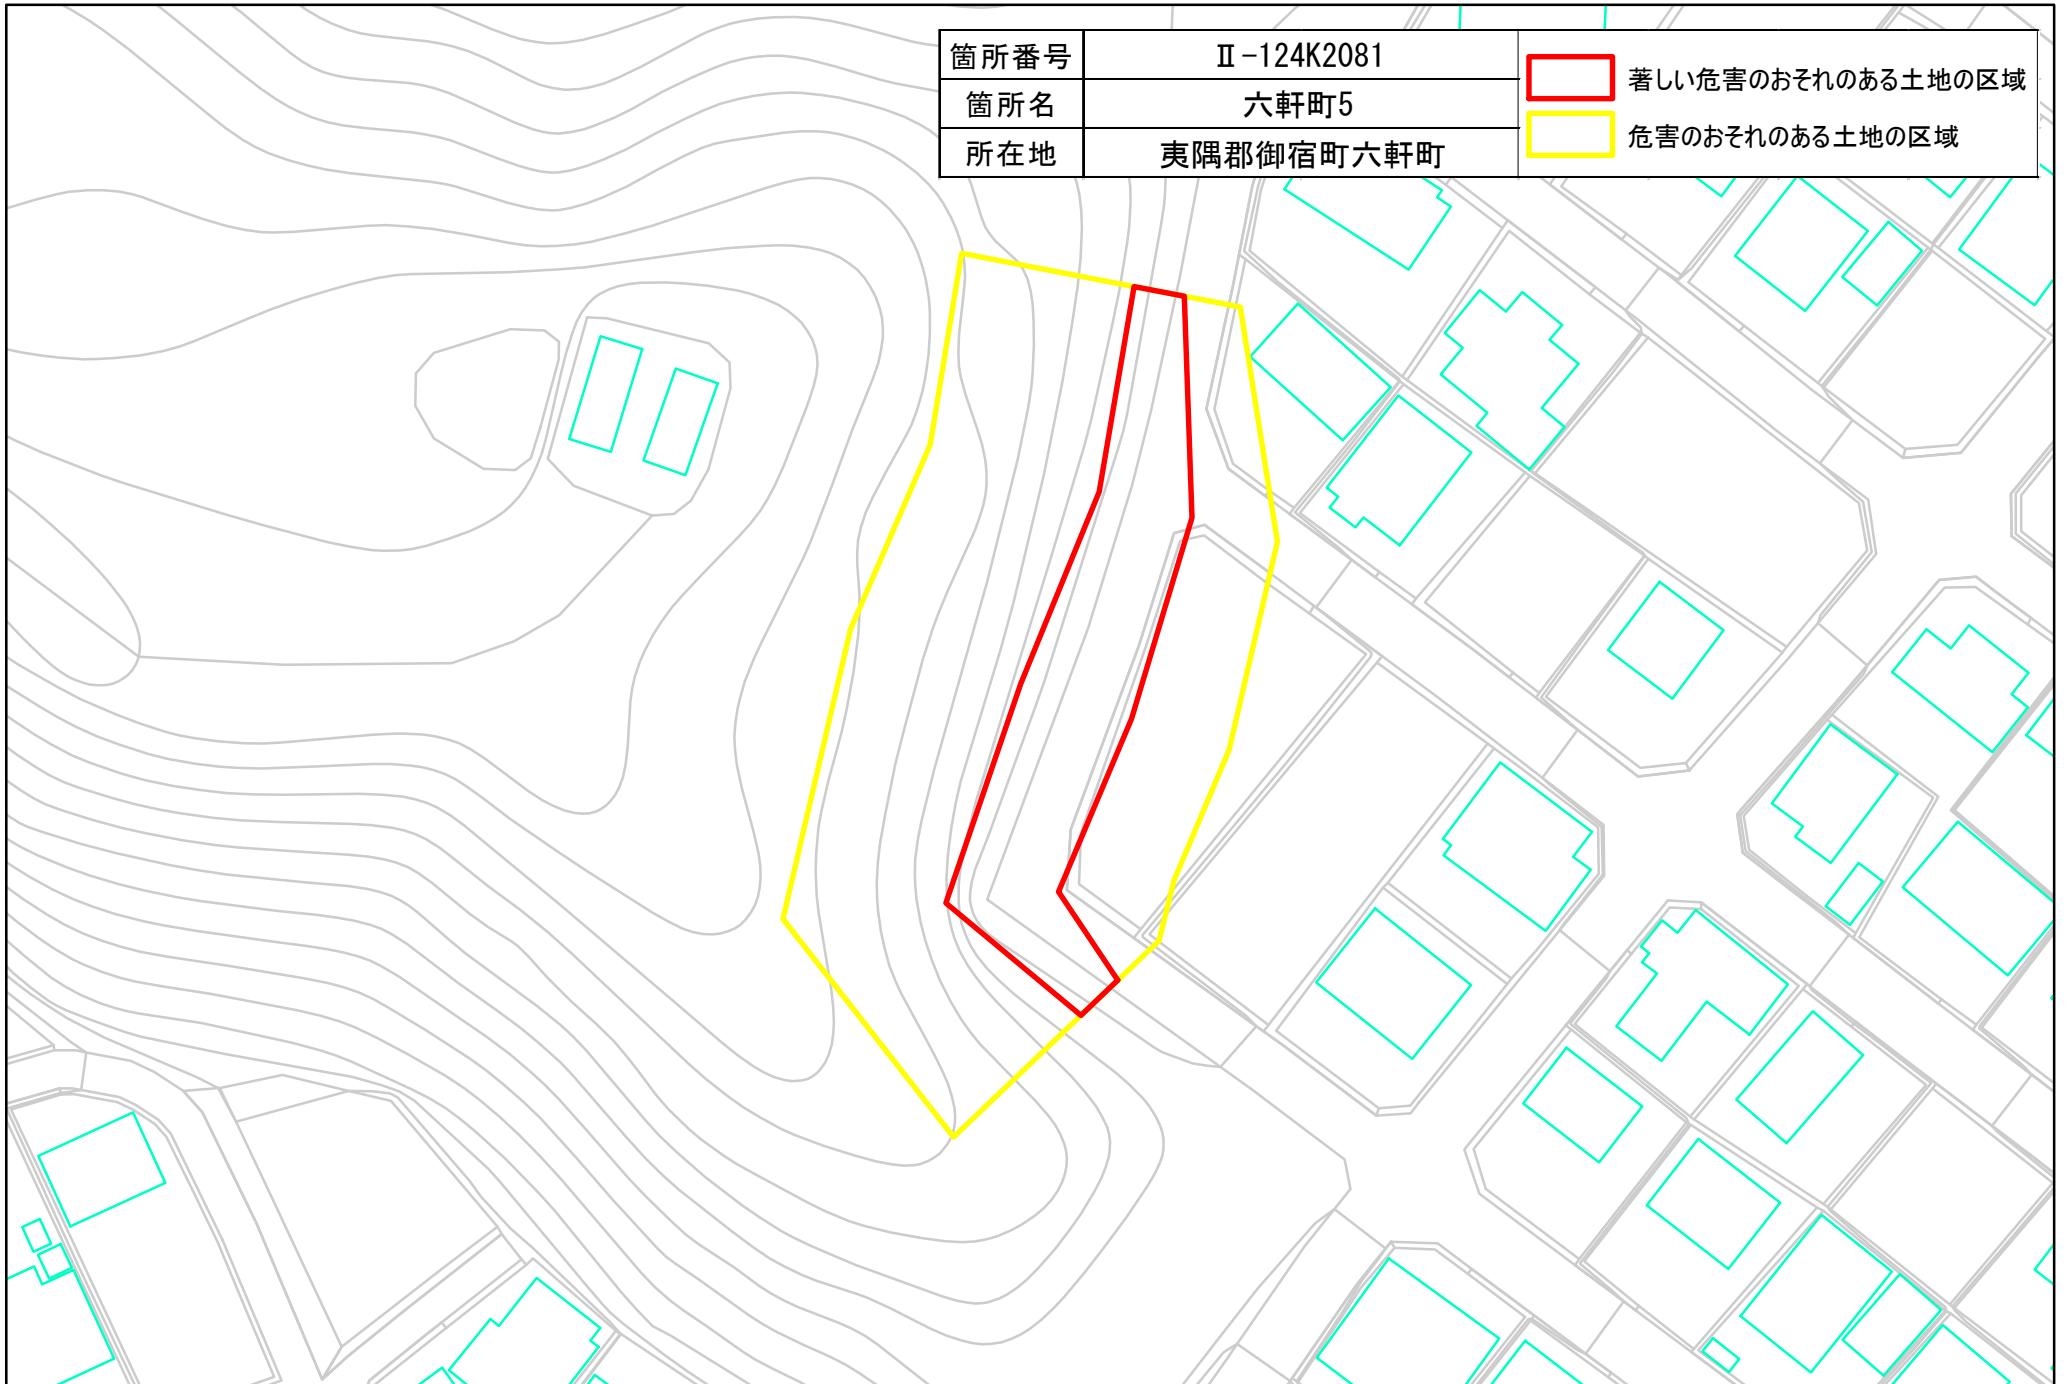 箇所番号 Ⅱ-124K2081
箇所名 六軒町5
所在地 夷隅郡御宿町六軒町
著しい危害のおそれのある土地の区域
危害のおそれのある土地の区域